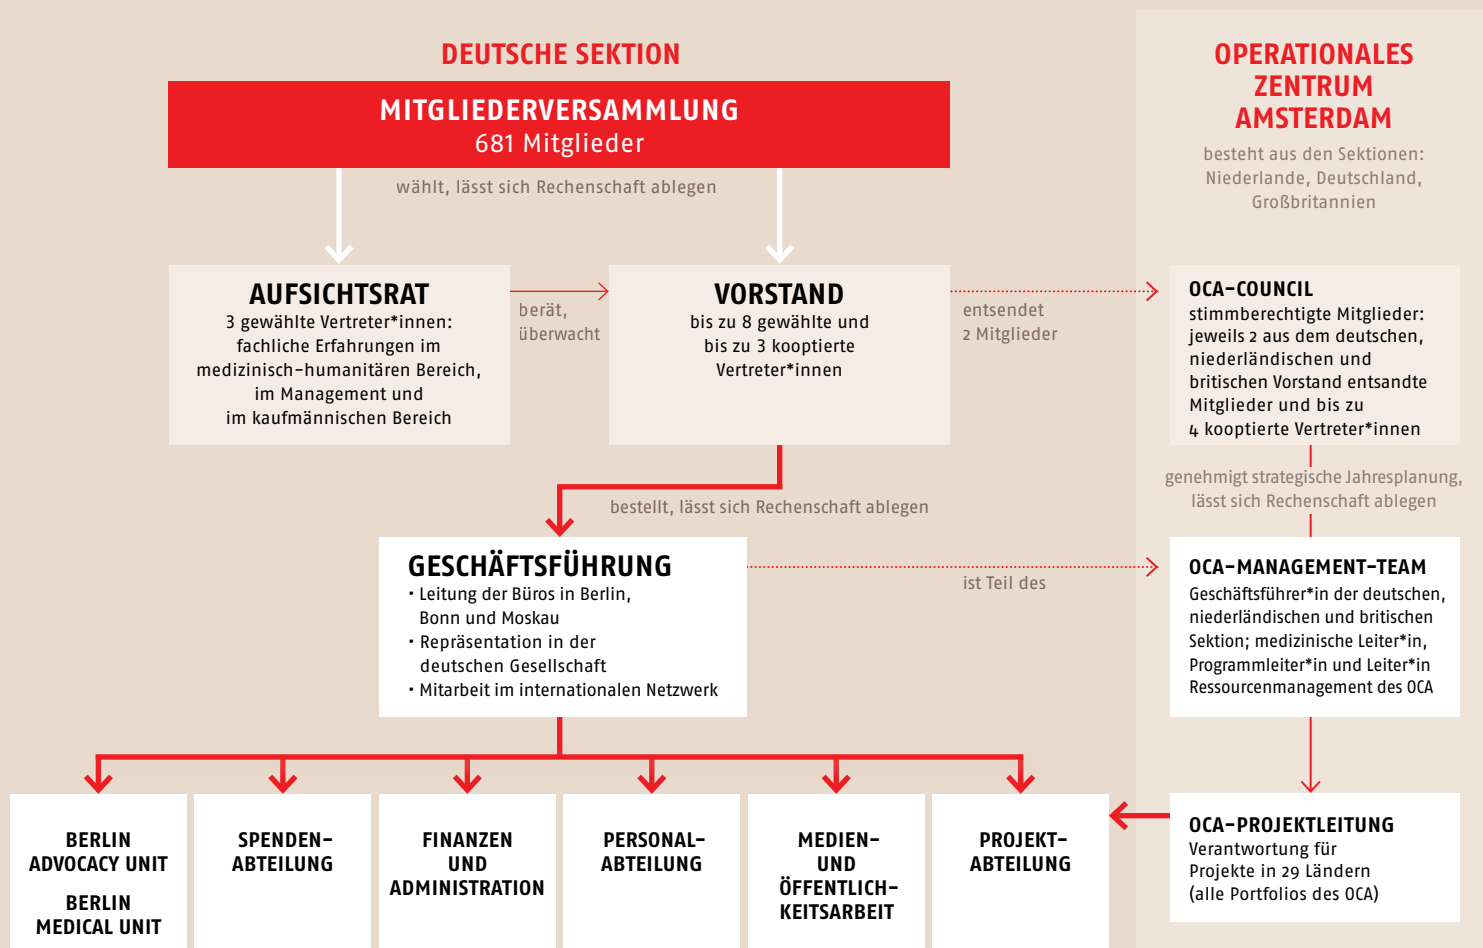 DEUTSCHE SEKTION
MITGLIEDERVERSAMMLUNG
681 Mitglieder
wählt, lässt sich Rechenschaft ablegen
AUFSICHTSRAT
3 gewählte Vertreter*innen:
fachliche Erfahrungen im
medizinisch-humanitären Bereich,
im Management und
im kaufmännischen Bereich
berät,
überwacht
VORSTAND
bis zu 8 gewählte und
bis zu 3 kooptierte
Vertreter*innen
entsendet
2 Mitglieder
bestellt, lässt sich Rechenschaft ablegen
GESCHÄFTSFÜHRUNG
• Leitung der Büros in Berlin,
Bonn und Moskau
• Repräsentation in der
deutschen Gesellschaft
• Mitarbeit im internationalen Netzwerk
ist Teil des
BERLIN
ADVOCACY UNIT
BERLIN
MEDICAL UNIT
SPENDEN-
ABTEILUNG
FINANZEN
UND
ADMINISTRATION
PERSONAL-
ABTEILUNG
MEDIEN-
UND
ÖFFENTLICH-
KEITSARBEIT
PROJEKT-
ABTEILUNG
OPERATIONALES
ZENTRUM
AMSTERDAM
besteht aus den Sektionen:
Niederlande, Deutschland,
Großbritannien
OCA-COUNCIL
stimmberechtigte Mitglieder:
jeweils 2 aus dem deutschen,
niederländischen und
britischen Vorstand entsandte
Mitglieder und bis zu
4 kooptierte Vertreter*innen
genehmigt strategische Jahresplanung,
lässt sich Rechenschaft ablegen
OCA-MANAGEMENT-TEAM
Geschäftsführer*in der deutschen,
niederländischen und britischen
Sektion; medizinische Leiter*in,
Programmleiter*in und Leiter*in
Ressourcenmanagement des OCA
OCA-PROJEKTLEITUNG
Verantwortung für
Projekte in 29 Ländern
(alle Portfolios des OCA)